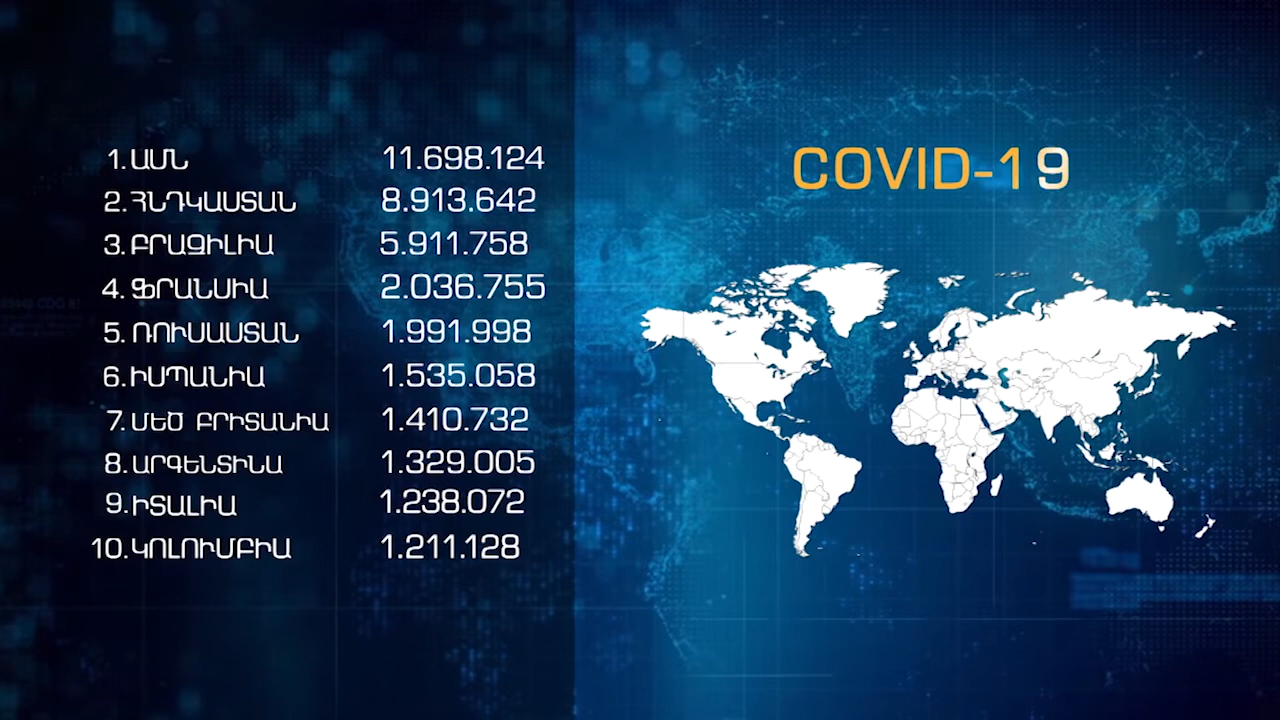 1. ԱՄՆ 11.698.124
2. ՀՆԴԿԱՍՏԱՆ 8.913.642
3. ԲՐԱԶԻԼԻԱ 5.911.758
4. ՖՐԱՆՍԻԱ 2.036.755
5. ՌՈՒՍԱՍՏԱՆ 1.991.998
6. ԻՍՊԱՆԻԱ 1.535.058
7. ՄԵԾ ԲՐԻՏԱՆԻԱ 1.410.732
8. ԱՐԳԵՆՏԻՆԱ 1.329.005
9. ԻՏԱԼԻԱ 1.238.072
10. ԿՈԼՈՒՄԲԻԱ 1.211.128
COVID-19